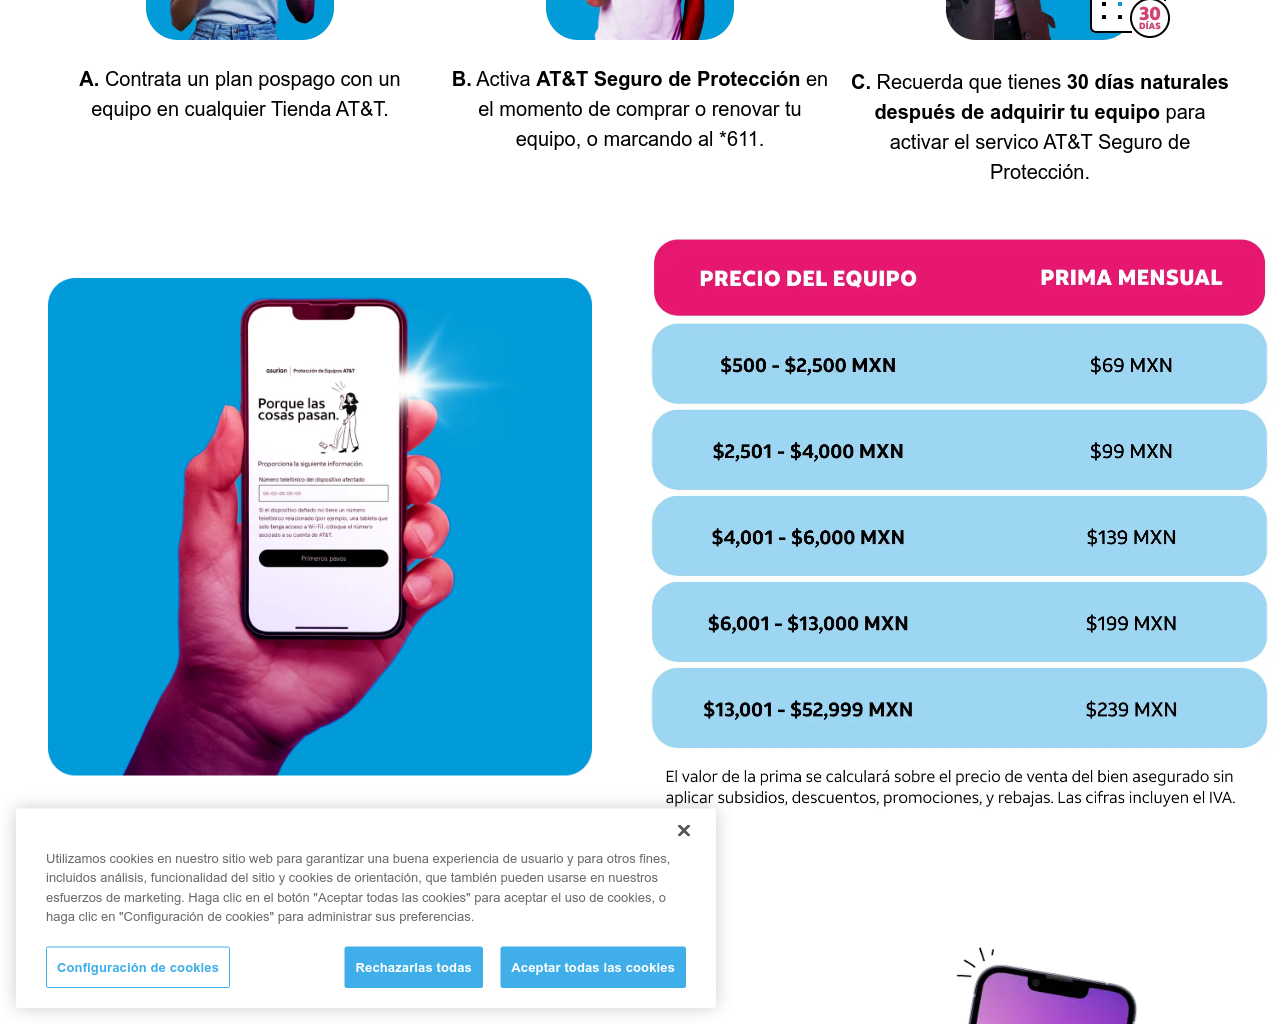 30
DÍAS
A. Contrata un plan pospago con un
equipo en cualquier Tienda AT&T.
B. Activa AT&T Seguro de Protección en
el momento de comprar o renovar tu
equipo, o marcando al *611.
C. Recuerda que tienes 30 días naturales
después de adquirir tu equipo para
activar el servico AT&T Seguro de
Protección.
asurion | Protección de Equipos AT&T
Porque las
cosas pasan.
Proporciona la siguiente información.
Número telefónico del dispositivo afectado
00-00-00-00-00
Si el dispositivo dañado no tiene un número
telefónico relacionado (por ejemplo, una tableta que
solo tenga acceso a Wi-Fi), coloque el número
asociado a su cuenta de AT&T.
Primeros pasos
PRECIO DEL EQUIPO PRIMA MENSUAL
$500 - $2,500 MXN $69 MXN
$2,501 - $4,000 MXN $99 MXN
$4,001 - $6,000 MXN $139 MXN
$6,001 - $13,000 MXN $199 MXN
$13,001 - $52,999 MXN $239 MXN
El valor de la prima se calculará sobre el precio de venta del bien asegurado sin
aplicar subsidios, descuentos, promociones, y rebajas. Las cifras incluyen el IVA.
Utilizamos cookies en nuestro sitio web para garantizar una buena experiencia de usuario y para otros fines,
incluidos análisis, funcionalidad del sitio y cookies de orientación, que también pueden usarse en nuestros
esfuerzos de marketing. Haga clic en el botón "Aceptar todas las cookies" para aceptar el uso de cookies, o
haga clic en "Configuración de cookies" para administrar sus preferencias.
Configuración de cookies
Rechazarlas todas
Aceptar todas las cookies